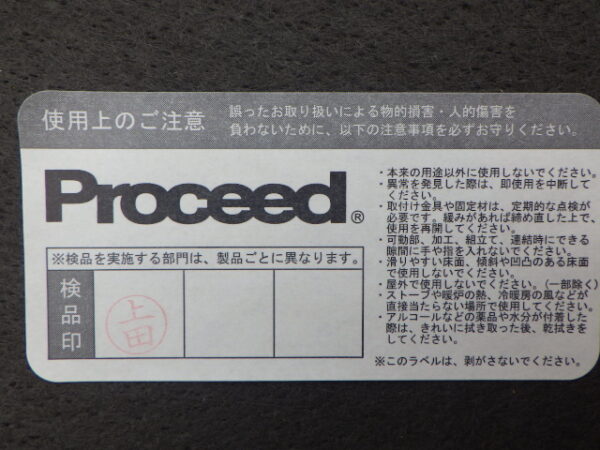 使用上のご注意
誤ったお取り扱いによる物的損害・人的傷害を
負わないために、以下の注意事項を必ずお守りください。
Proceed®
※検品を実施する部門は、製品ごとに異なります。
検品印
上田
・本来の用途以外に使用しないでください。
・異常を発見した際は、即使用を中断して
ください。
・取付け金具や固定材は、定期的な点検が
必要です。緩みがあれば締め直した上で、
使用を再開してください。
・可動部、加工、組立て、連結時にできる
隙間に手や指を入れないでください。
・滑りやすい床面、傾斜や凹凸のある床面
で使用しないでください。
・屋外で使用しないでください。(一部除く)
・ストーブや暖炉の熱、冷暖房の風などが
直接当たらない場所で使用してください。
・アルコールなどの薬品や水分が付着した
際は、きれいに拭き取った後、乾拭きを
してください。
※このラベルは、剥がさないでください。